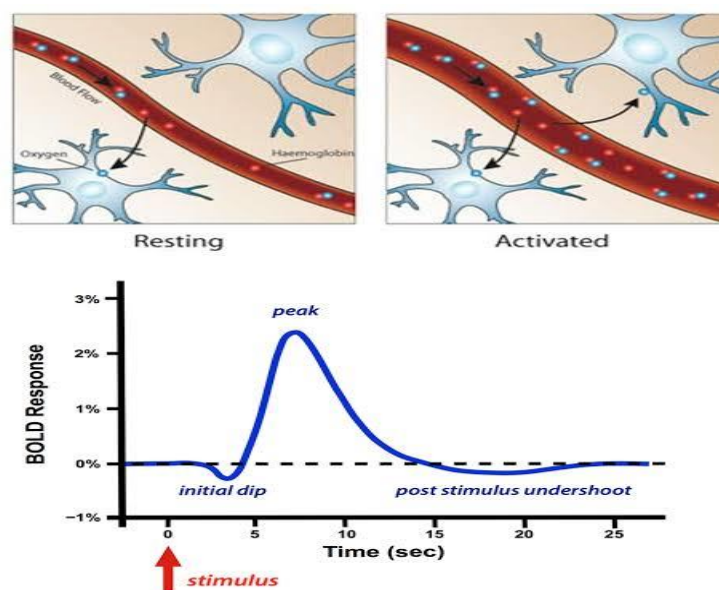 Blood Flow
Oxygen
Haemoglobin
Resting
Activated
3%
2%
1%
0%
−1%
BOLD Response
peak
initial dip
post stimulus undershoot
0 5 10 15 20 25
Time (sec)
stimulus